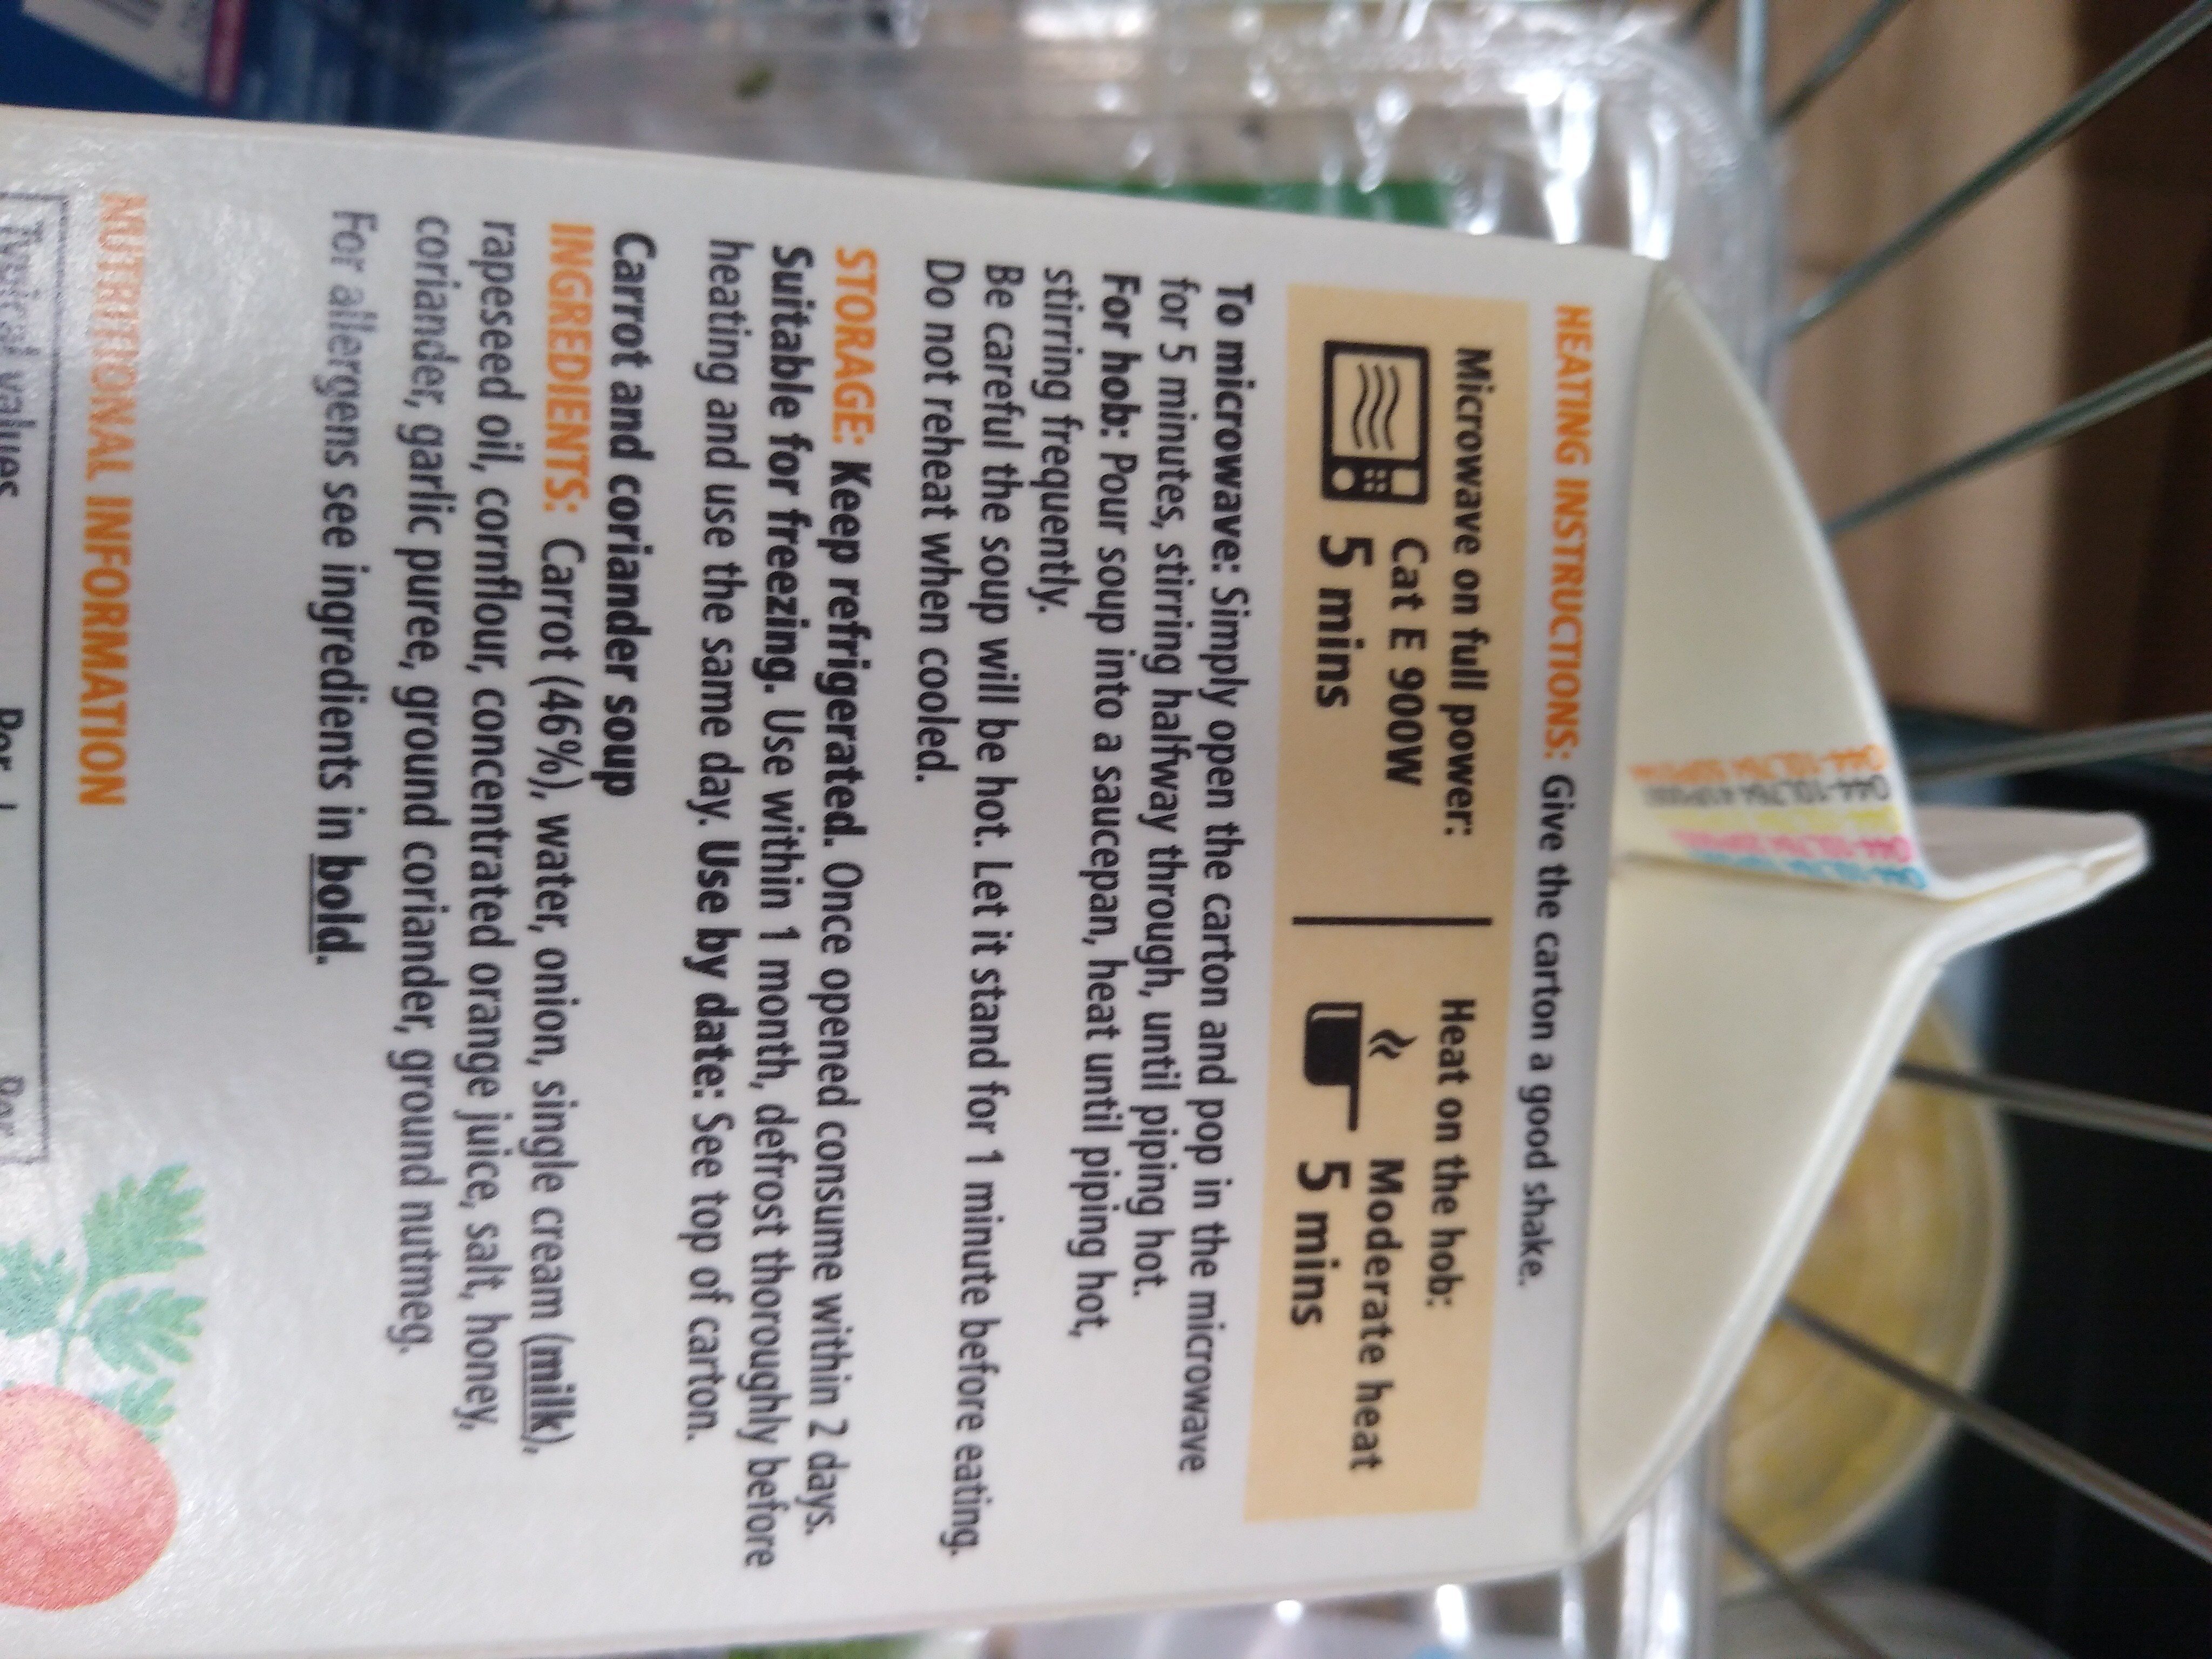 HEATING INSTRUCTIONS: Give the carton a good shake.
Microwave on full power:
Cat E 900W
5 mins
Heat on the hob:
Moderate heat
5 mins
To microwave: Simply open the carton and pop in the microwave
for 5 minutes, stirring halfway through, until piping hot.
For hob: Pour soup into a saucepan, heat until piping hot,
stirring frequently.
Be careful the soup will be hot. Let it stand for 1 minute before eating.
Do not reheat when cooled.
STORAGE: Keep refrigerated. Once opened consume within 2 days.
Suitable for freezing. Use within 1 month, defrost thoroughly before
heating and use the same day. Use by date: See top of carton.
Carrot and coriander soup
INGREDIENTS: Carrot (46%), water, onion, single cream (milk),
rapeseed oil, cornflour, concentrated orange juice, salt, honey,
coriander, garlic puree, ground coriander, ground nutmeg.
For allergens see ingredients in bold.
NUTRITIONAL INFORMATION
Typical values